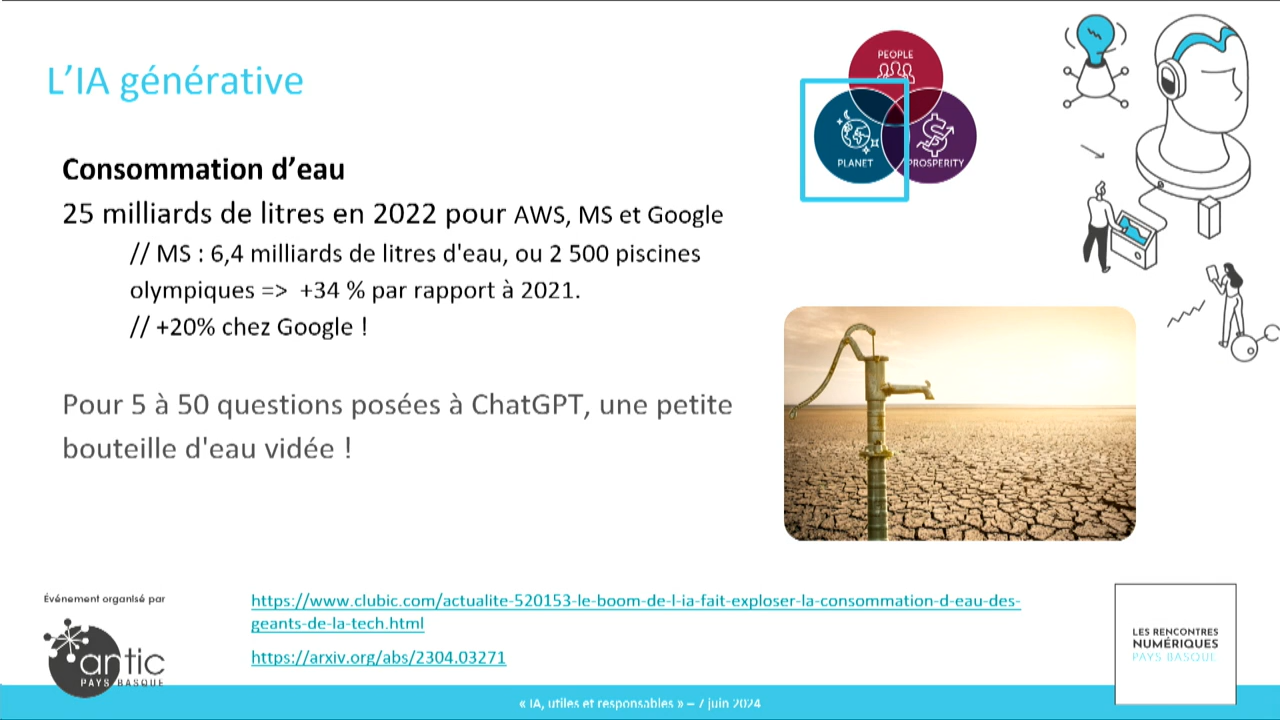 L’IA générative
PEOPLE
PLANET
PROSPERITY
Consommation d’eau
25 milliards de litres en 2022 pour AWS, MS et Google
// MS : 6,4 milliards de litres d'eau, ou 2 500 piscines
olympiques => +34 % par rapport à 2021.
// +20% chez Google !
Pour 5 à 50 questions posées à ChatGPT, une petite
bouteille d'eau vidée !
Événement organisé par
antic
PAYS BASQUE
https://www.clubic.com/actualite-520153-le-boom-de-l-ia-fait-exploser-la-consommation-d-eau-des-
geants-de-la-tech.html
https://arxiv.org/abs/2304.03271
LES RENCONTRES
NUMÉRIQUES
PAYS BASQUE
« IA, utiles et responsables » – 7 juin 2024